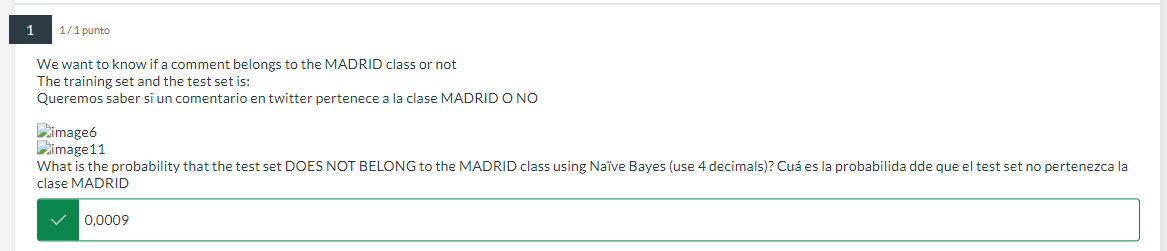 1
1 / 1 punto
We want to know if a comment belongs to the MADRID class or not
The training set and the test set is:
Queremos saber si un comentario en twitter pertenece a la clase MADRID O NO
image6
image11
What is the probability that the test set DOES NOT BELONG to the MADRID class using Naïve Bayes (use 4 decimals)? Cuá es la probabilida dde que el test set no pertenezca la
clase MADRID
0,0009